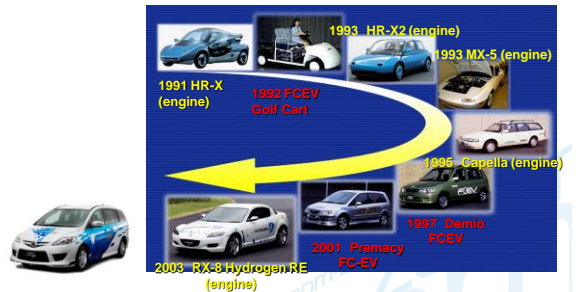 1993 HR-X2 (engine)
1993 MX-5 (engine)
1991 HR-X
(engine)
1992 FCEV
Golf Cart
1995 Capella (engine)
FCEV
1997 Demio
FCEV
2001 Premacy
FC-EV
2003 RX-8 Hydrogen RE
(engine)